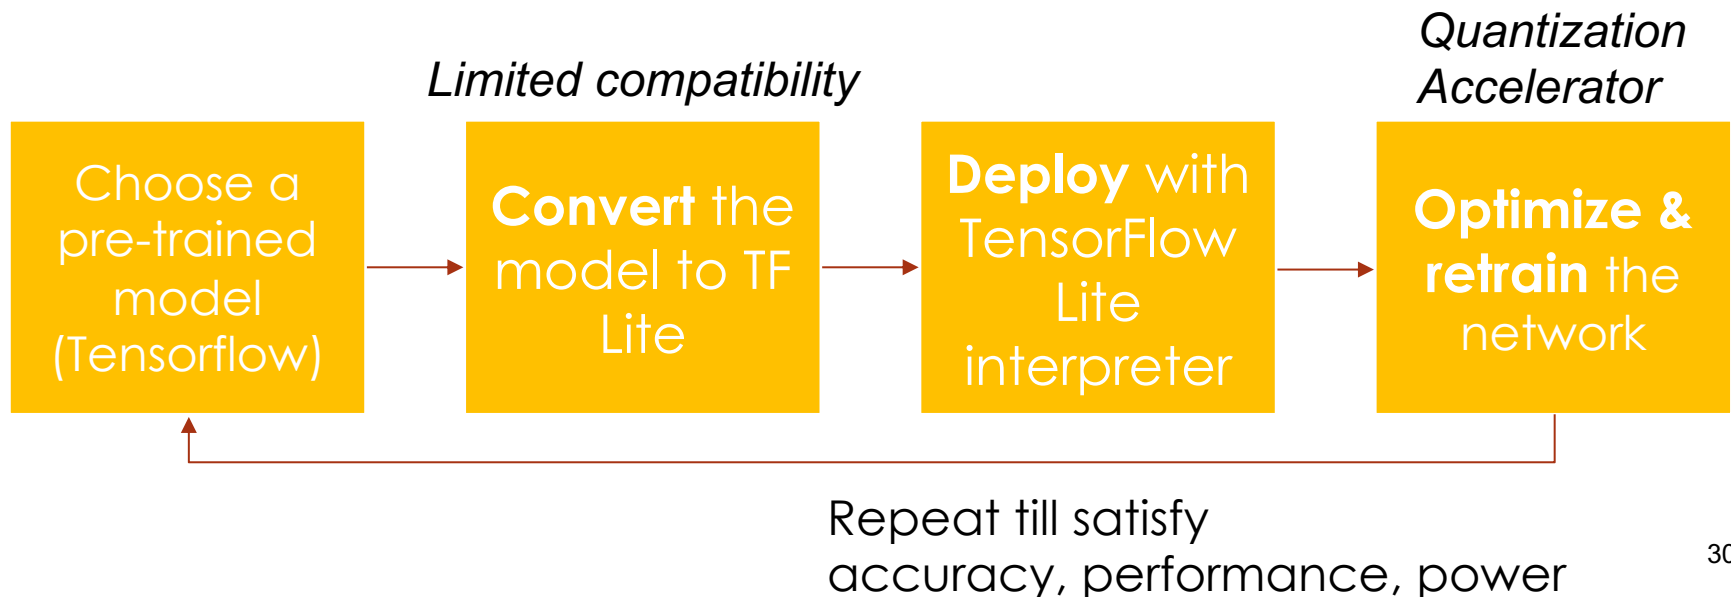 Quantization
Accelerator
Limited compatibility
Choose a
pre-trained
model
(Tensorflow)
Convert the
model to TF
Lite
Deploy with
TensorFlow
Lite
interpreter
Optimize &
retrain the
network
Repeat till satisfy
accuracy, performance, power
30